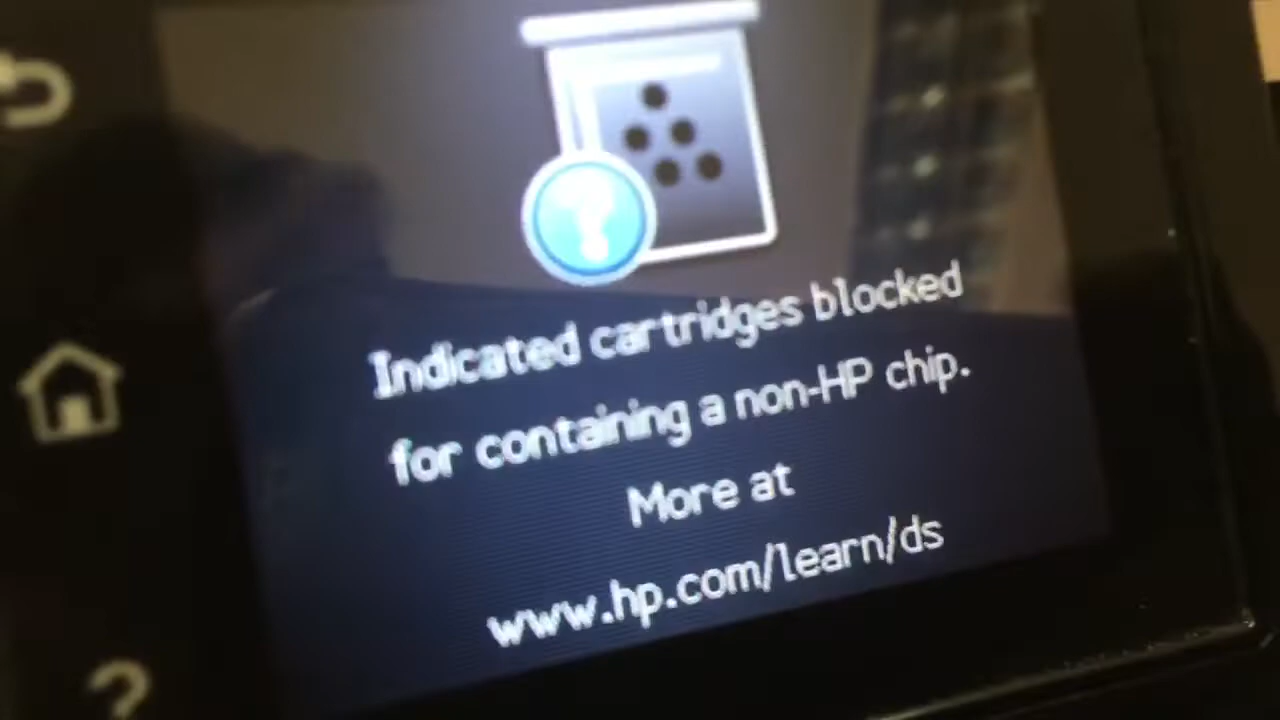 Indicated cartridges blocked
for containing a non-HP chip.
More at
www.hp.com/learn/ds
?